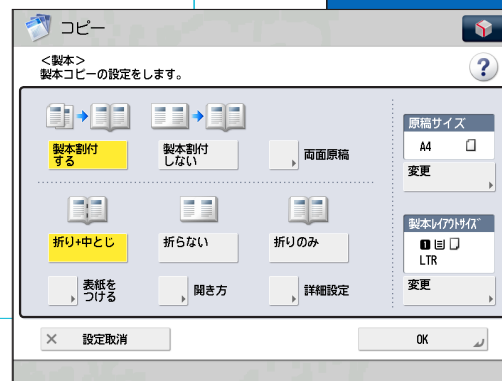 コピー
<製本>
製本コピーの設定をします。
?
製本割付
する
製本割付
しない
両面原稿
原稿サイズ
A4
変更
折り+中とじ
折らない
折りのみ
製本レイアウトサイズ
1
LTR
表紙を
つける
開き方
詳細設定
変更
× 設定取消
OK